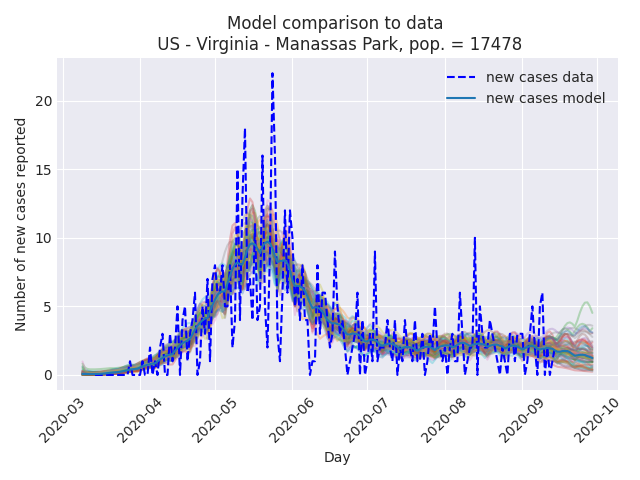 Model comparison to data
US - Virginia - Manassas Park, pop. = 17478
new cases data
new cases model
Number of new cases reported
20
15
10
5
0
2020-03
2020-04
2020-05
2020-06
2020-07
2020-08
2020-09
2020-10
Day